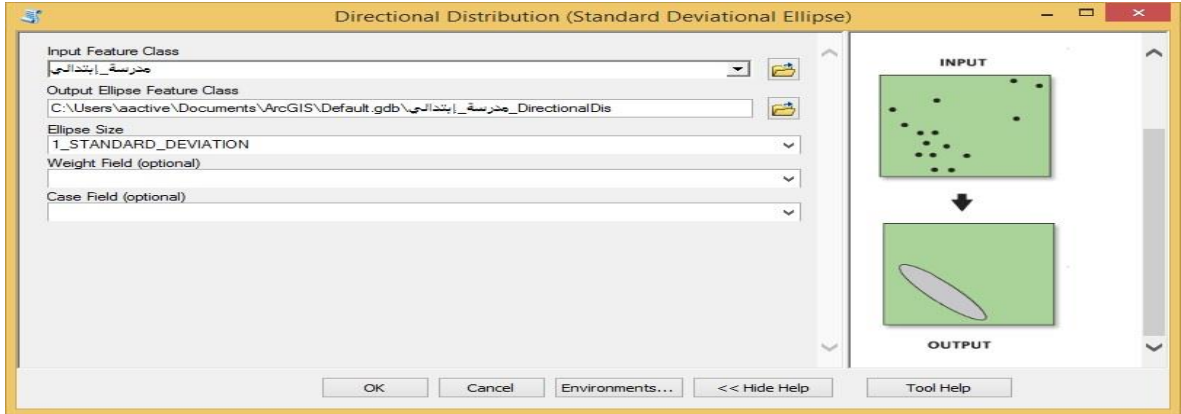 Directional Distribution (Standard Deviational Ellipse)
Input Feature Class
مدرسة_إبتدائي
Output Ellipse Feature Class
C:\Users\aactive\Documents\ArcGIS\Default.gdb\مدرسة_إبتدائي_DirectionalDis
Ellipse Size
1_STANDARD_DEVIATION
Weight Field (optional)
Case Field (optional)
INPUT
OUTPUT
OK
Cancel
Environments...
<< Hide Help
Tool Help